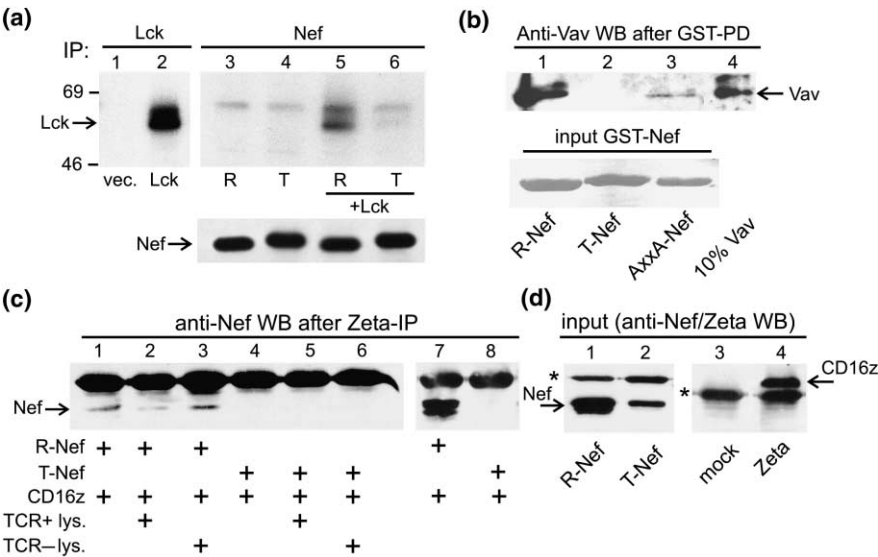 (a)
Lck Nef
IP: 1 2 3 4 5 6
69
Lck
46
vec. Lck R T R T
+Lck
Nef
(b)
Anti-Vav WB after GST-PD
1 2 3 4
Vav
input GST-Nef
R-Nef T-Nef AxxA-Nef 10% Vav
(c)
anti-Nef WB after Zeta-IP
1 2 3 4 5 6 7 8
Nef
R-Nef + + + +
T-Nef + + + +
CD16z + + + + + + + +
TCR+ lys. + +
TCR– lys. + +
(d)
input (anti-Nef/Zeta WB)
1 2 3 4
* CD16z
Nef *
R-Nef T-Nef mock Zeta